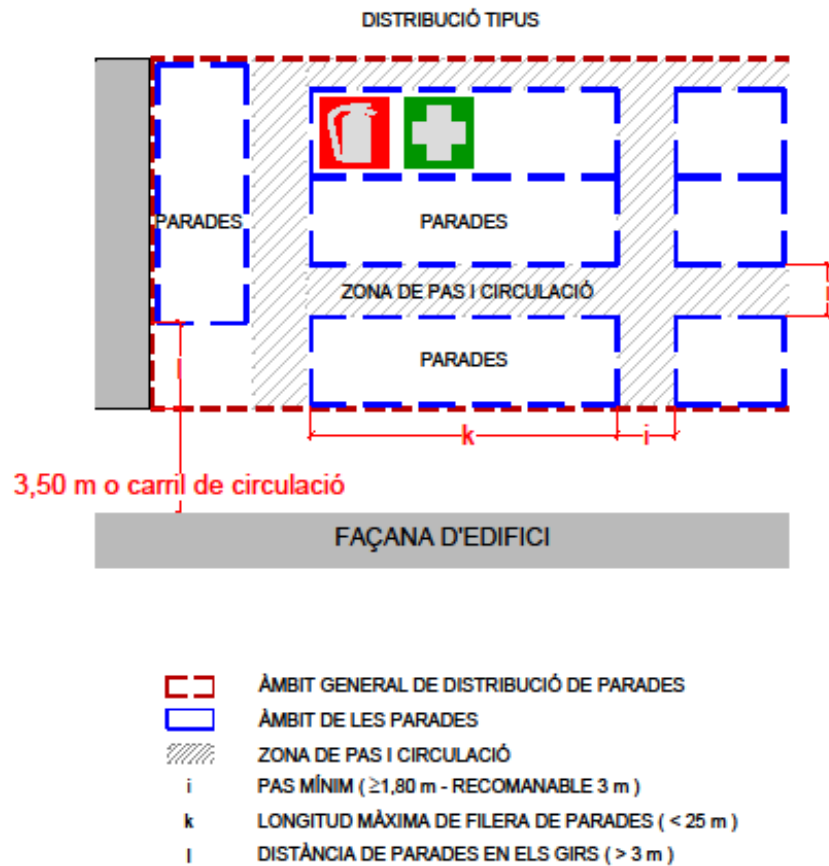 DISTRIBUCIÓ TIPUS
PARADES
PARADES
ZONA DE PAS I CIRCULACIÓ
i
PARADES
l
k
i
3,50 m o carril de circulació
FAÇANA D'EDIFICI
ÀMBIT GENERAL DE DISTRIBUCIÓ DE PARADES
ÀMBIT DE LES PARADES
ZONA DE PAS I CIRCULACIÓ
i PAS MÍNIM ( ≥1,80 m - RECOMANABLE 3 m )
k LONGITUD MÀXIMA DE FILERA DE PARADES ( < 25 m )
l DISTÀNCIA DE PARADES EN ELS GIRS ( > 3 m )